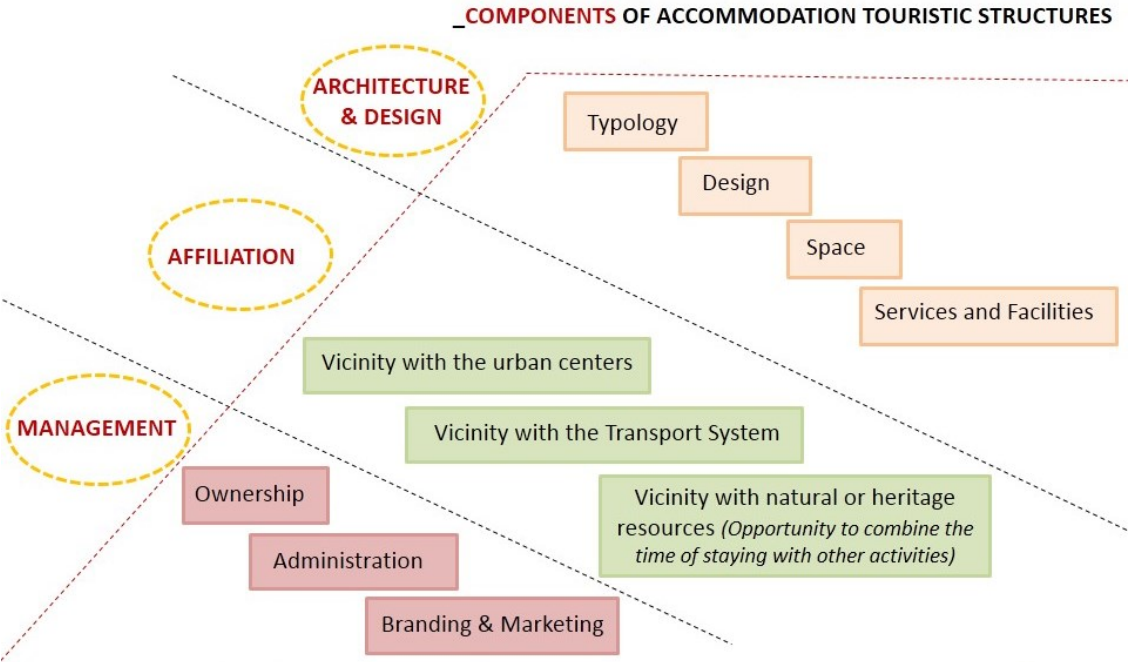 _COMPONENTS OF ACCOMMODATION TOURISTIC STRUCTURES
ARCHITECTURE
& DESIGN
Typology
Design
Space
Services and Facilities
AFFILIATION
Vicinity with the urban centers
Vicinity with the Transport System
Vicinity with natural or heritage
resources (Opportunity to combine the
time of staying with other activities)
MANAGEMENT
Ownership
Administration
Branding & Marketing